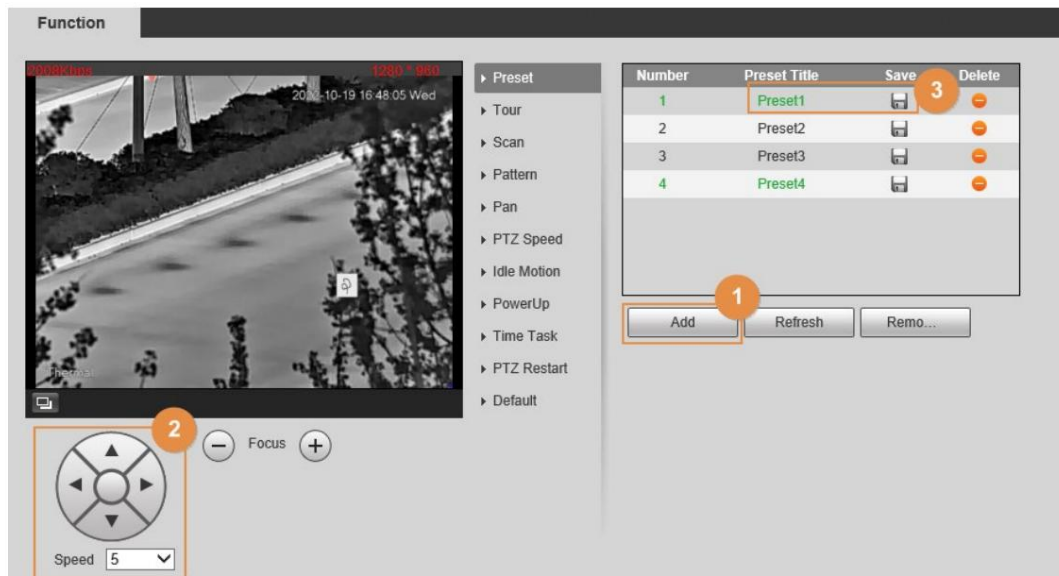 Function
2008Kbps
1280 * 960
2020-10-19 16:48:05 Wed
Thermal
Preset
Tour
Scan
Pattern
Pan
PTZ Speed
Idle Motion
PowerUp
Time Task
PTZ Restart
Default
Number Preset Title Save Delete
1 Preset1
3
2 Preset2
3 Preset3
4 Preset4
1
Add Refresh Remo...
2
Focus
Speed 5